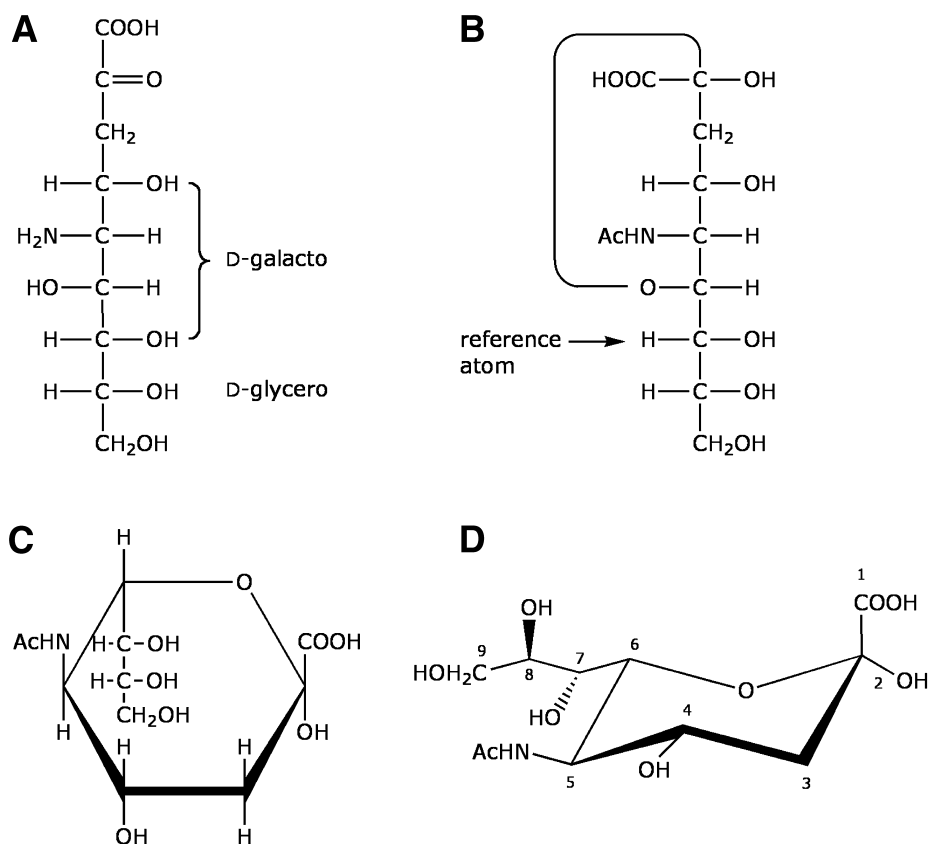 A
COOH
C=O
CH₂
H–C–OH
H₂N–C–H
D-galacto
HO–C–H
H–C–OH
H–C–OH
D-glycero
CH₂OH
B
HOOC–C–OH
CH₂
H–C–OH
AcHN–C–H
O–C–H
reference
atom
H–C–OH
H–C–OH
CH₂OH
C
H
O
AcHN
H–C–OH
COOH
H–C–OH
CH₂OH
H
OH
H
H
OH
H
D
1
COOH
OH
9
6
HOH₂C
8
7
2
OH
O
HO
4
AcHN
OH
5
3